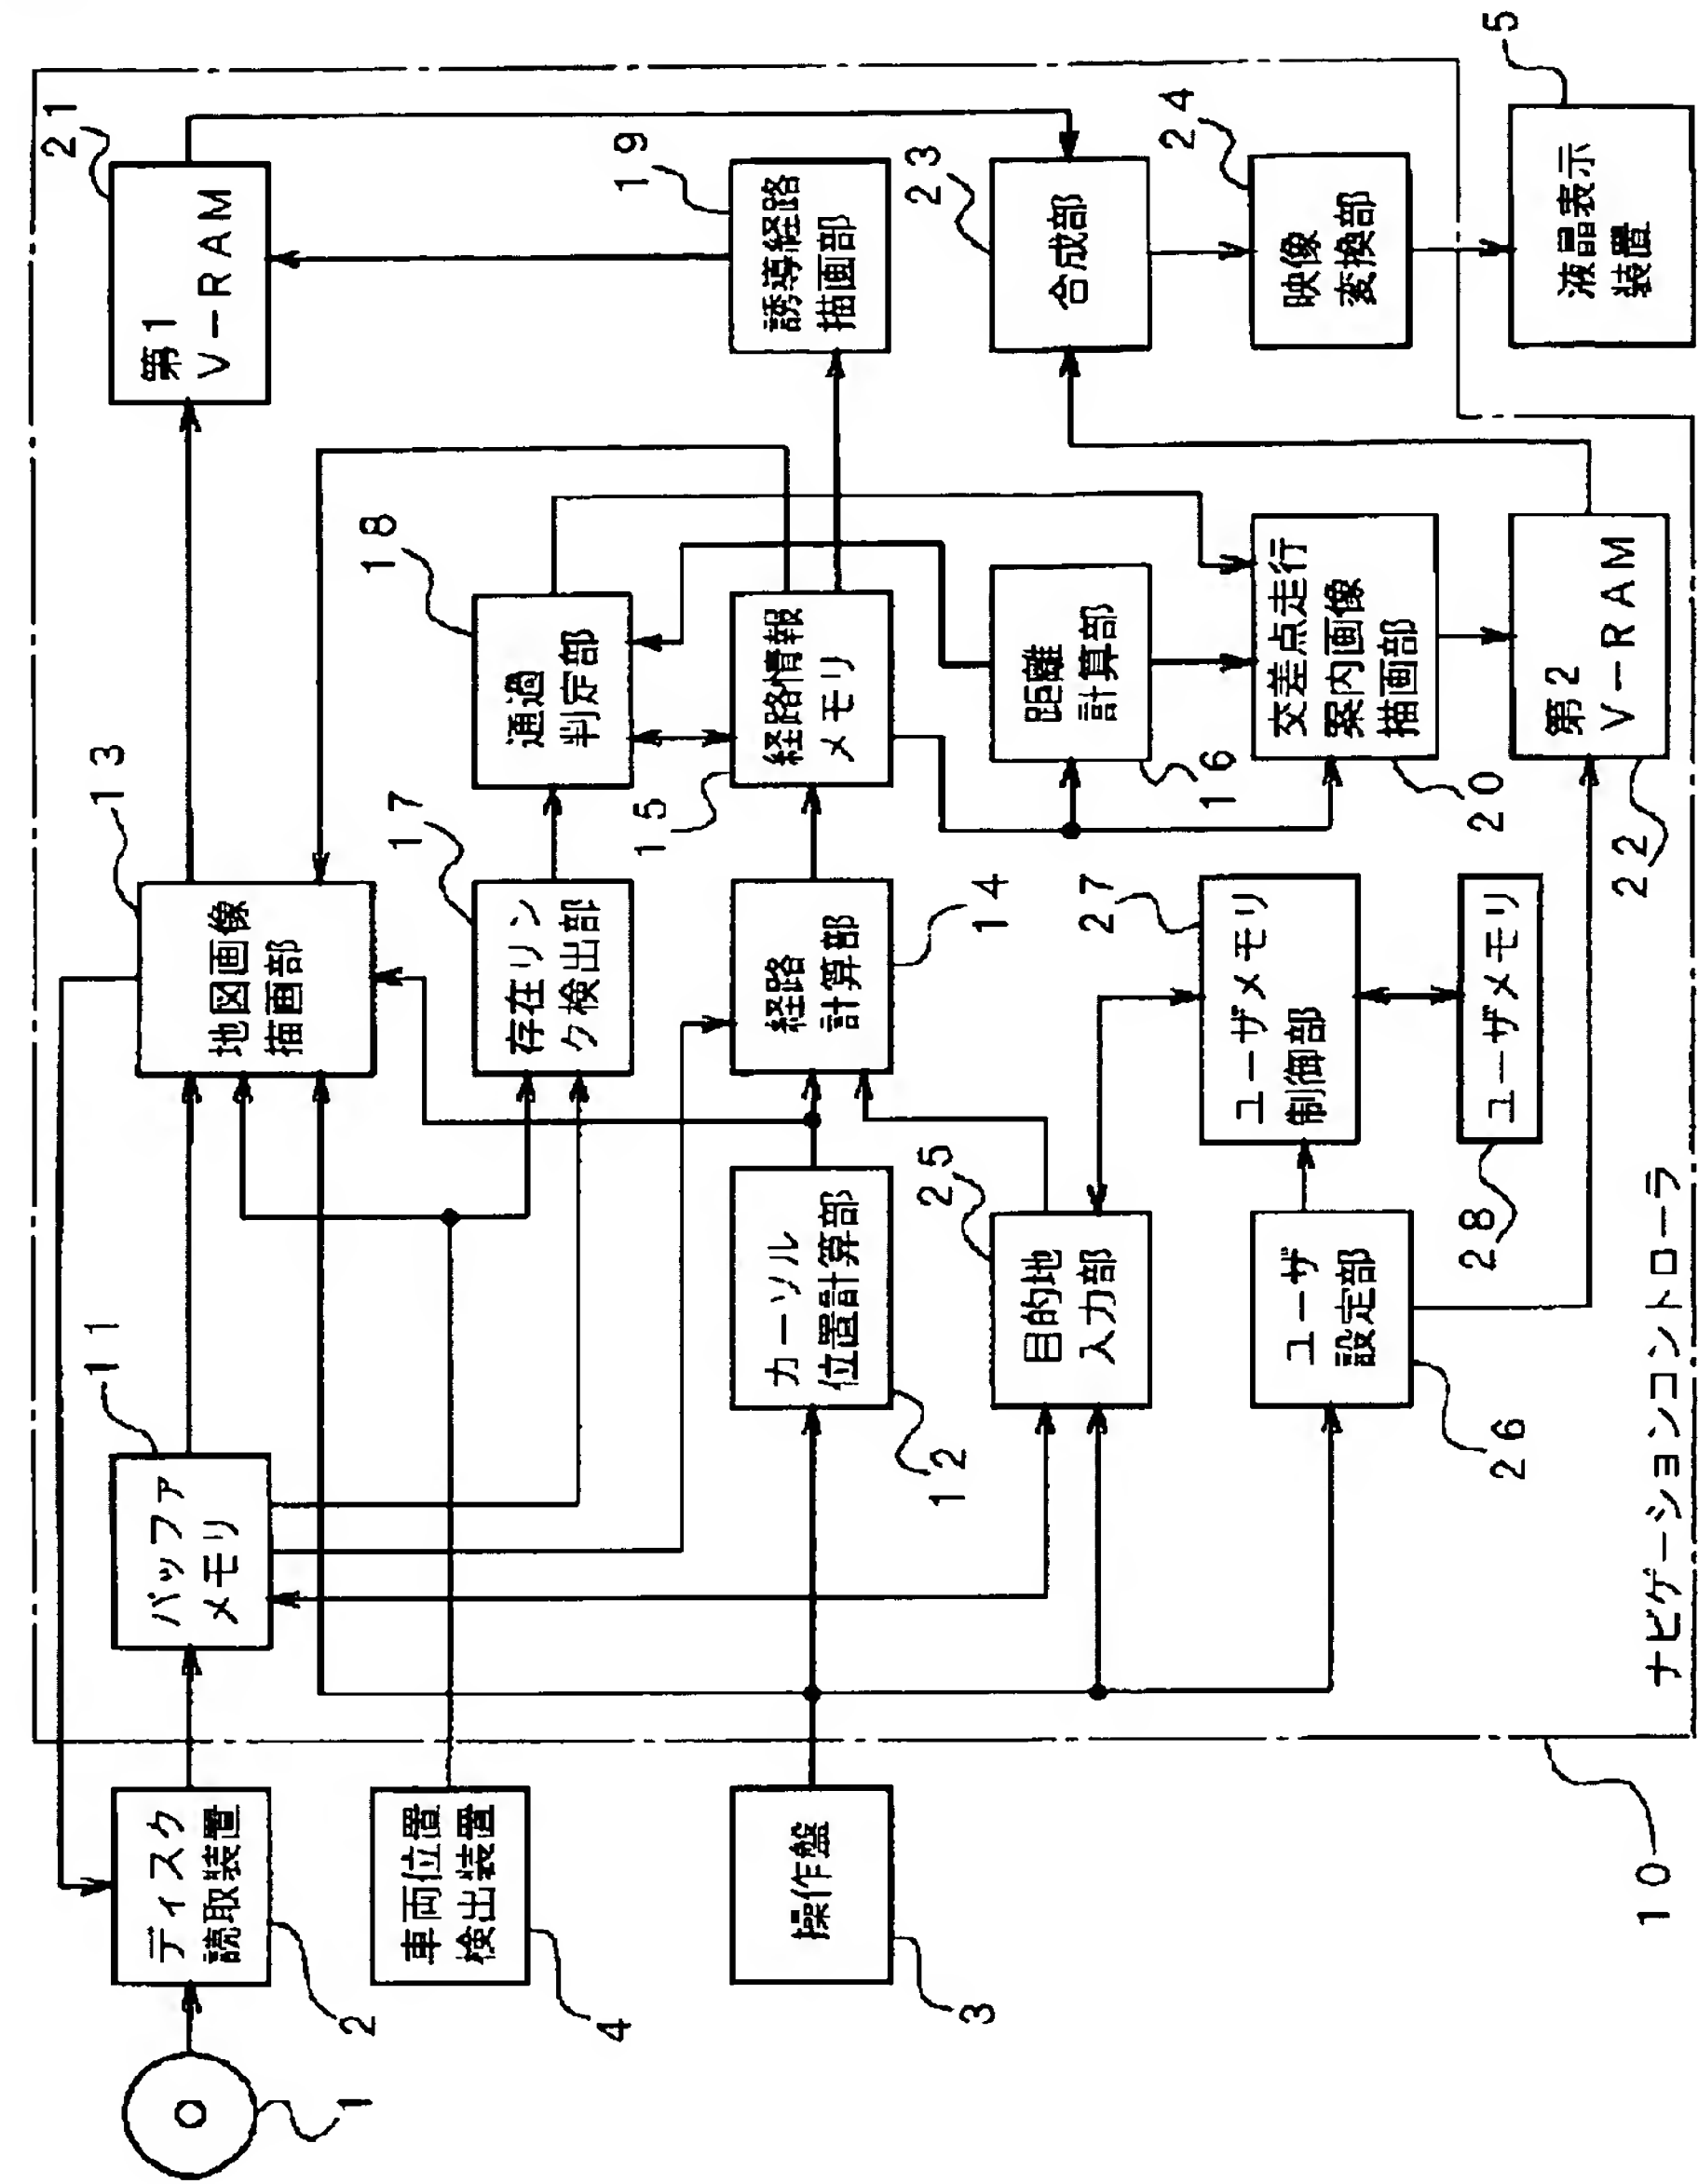 1
ディスク
読取装置
2
車両位置
検出装置
4
操作盤
3
バッファ
メモリ
11
地図画像
描画部
13
第1
V-RAM
21
存在リン
ク検出部
17
通過
判定部
18
カーソル
位置計算部
12
経路
計算部
14
経路情報
メモリ
15
誘導経路
描画部
19
目的地
入力部
25
距離
計算部
16
合成部
23
ユーザ
設定部
26
ユーザメモリ
制御部
27
交差点走行
案内画像
描画部
20
映像
変換部
24
ユーザメモリ
28
第2
V-RAM
22
液晶表示
装置
5
ナビゲーションコントローラ
10